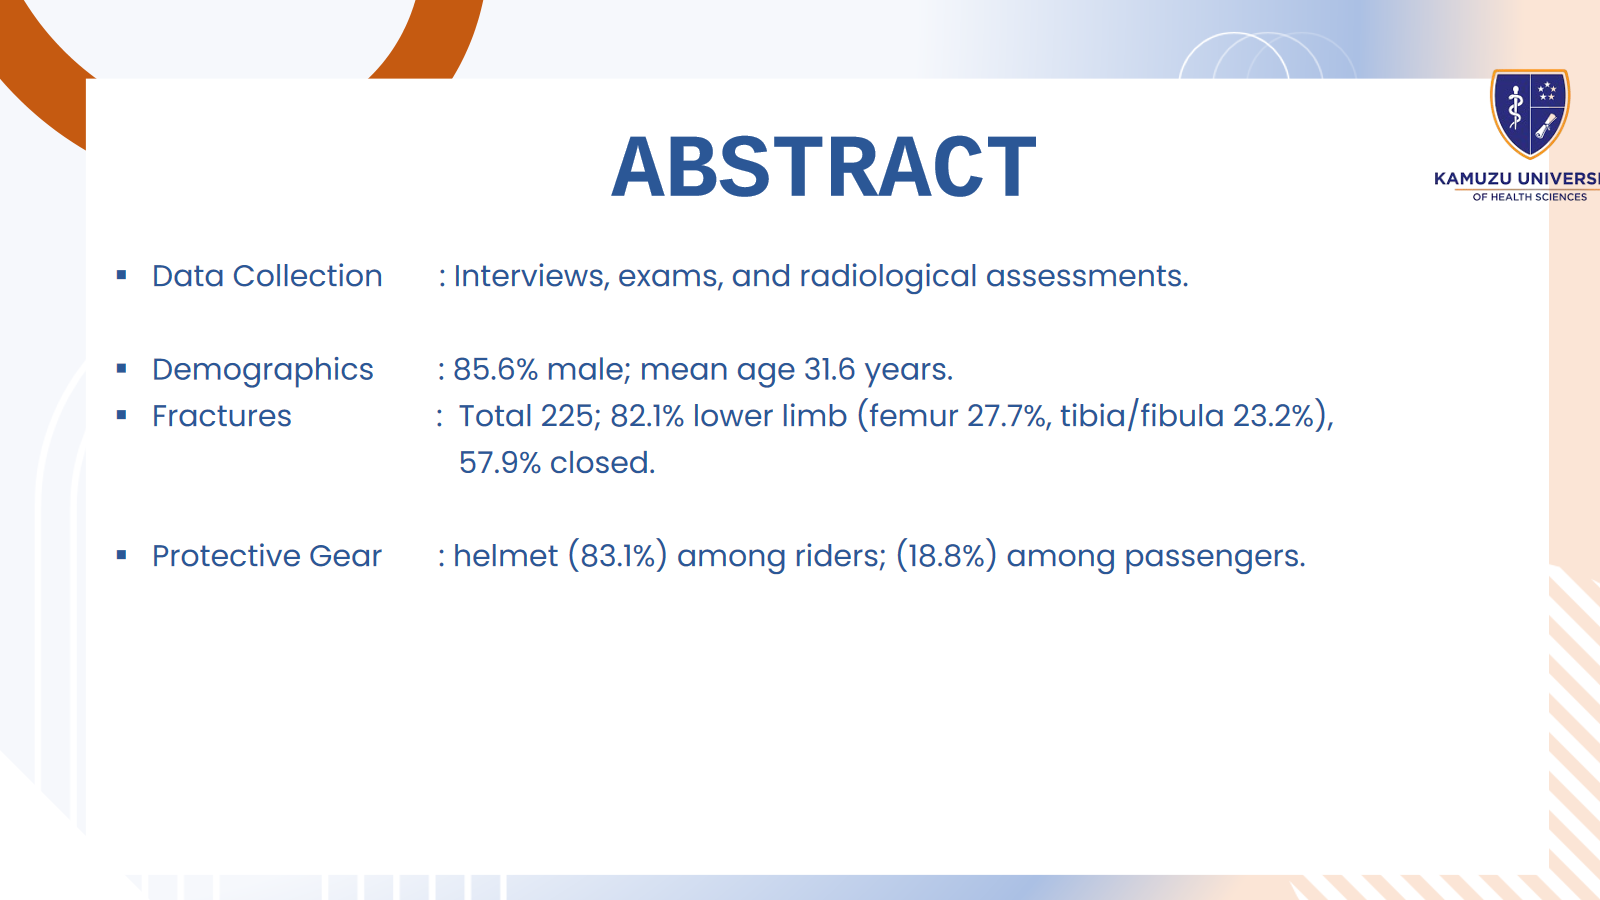 ABSTRACT
KAMUZU UNIVERSI
OF HEALTH SCIENCES
▪ Data Collection : Interviews, exams, and radiological assessments.
▪ Demographics : 85.6% male; mean age 31.6 years.
▪ Fractures : Total 225; 82.1% lower limb (femur 27.7%, tibia/fibula 23.2%),
57.9% closed.
▪ Protective Gear : helmet (83.1%) among riders; (18.8%) among passengers.